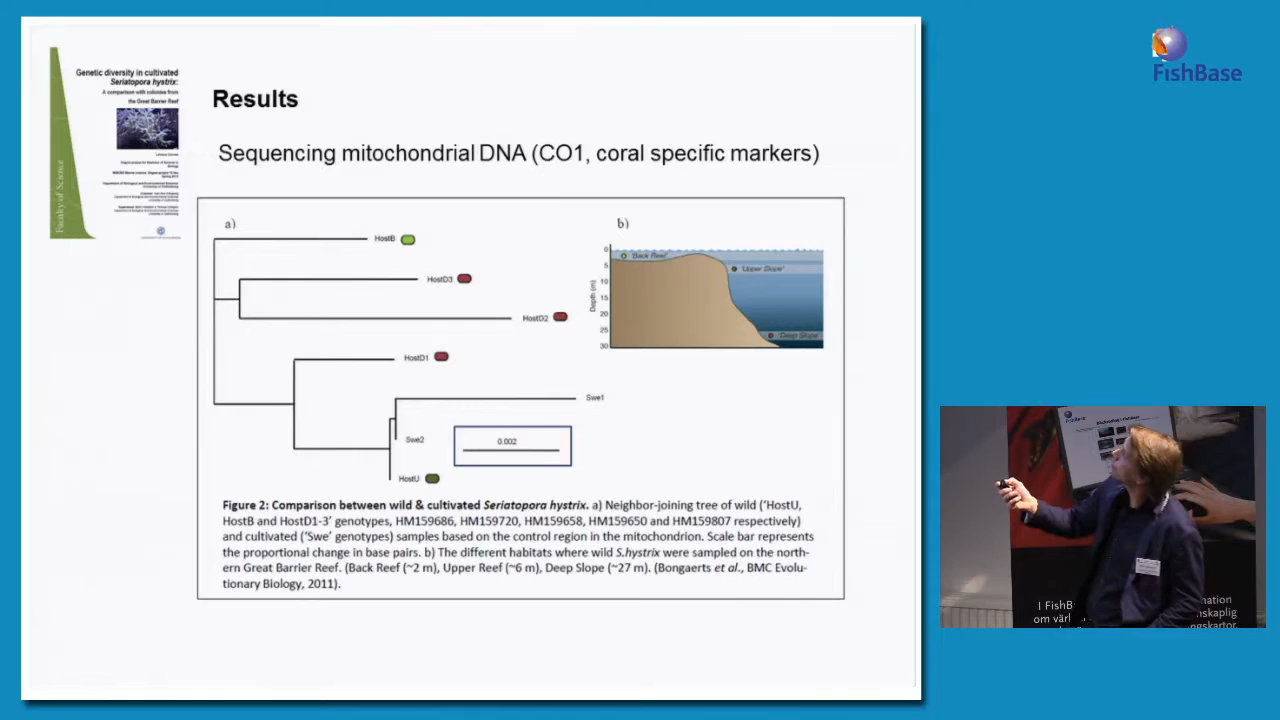 FishBase
Genetic diversity in cultivated
Seriatopora hystrix:
A comparison with colonies from
the Great Barrier Reef
Faculty of Science
Results
Sequencing mitochondrial DNA (CO1, coral specific markers)
a)
HostB
HostD3
HostD2
HostD1
Swe1
Swe2
HostU
0.002
b)
Depth (m)
0
5
10
15
20
25
30
'Back Reef'
'Upper Slope'
'Deep Slope'
Figure 2: Comparison between wild & cultivated Seriatopora hystrix. a) Neighbor-joining tree of wild ('HostU,
HostB and HostD1-3' genotypes, HM159686, HM159720, HM159658, HM159650 and HM159807 respectively)
and cultivated ('Swe' genotypes) samples based on the control region in the mitochondrion. Scale bar represents
the proportional change in base pairs. b) The different habitats where wild S.hystrix were sampled on the north-
ern Great Barrier Reef. (Back Reef (~2 m), Upper Reef (~6 m), Deep Slope (~27 m). (Bongaerts et al., BMC Evolu-
tionary Biology, 2011).
I FishB
om värl
nation
nskaplig
ngskartor.